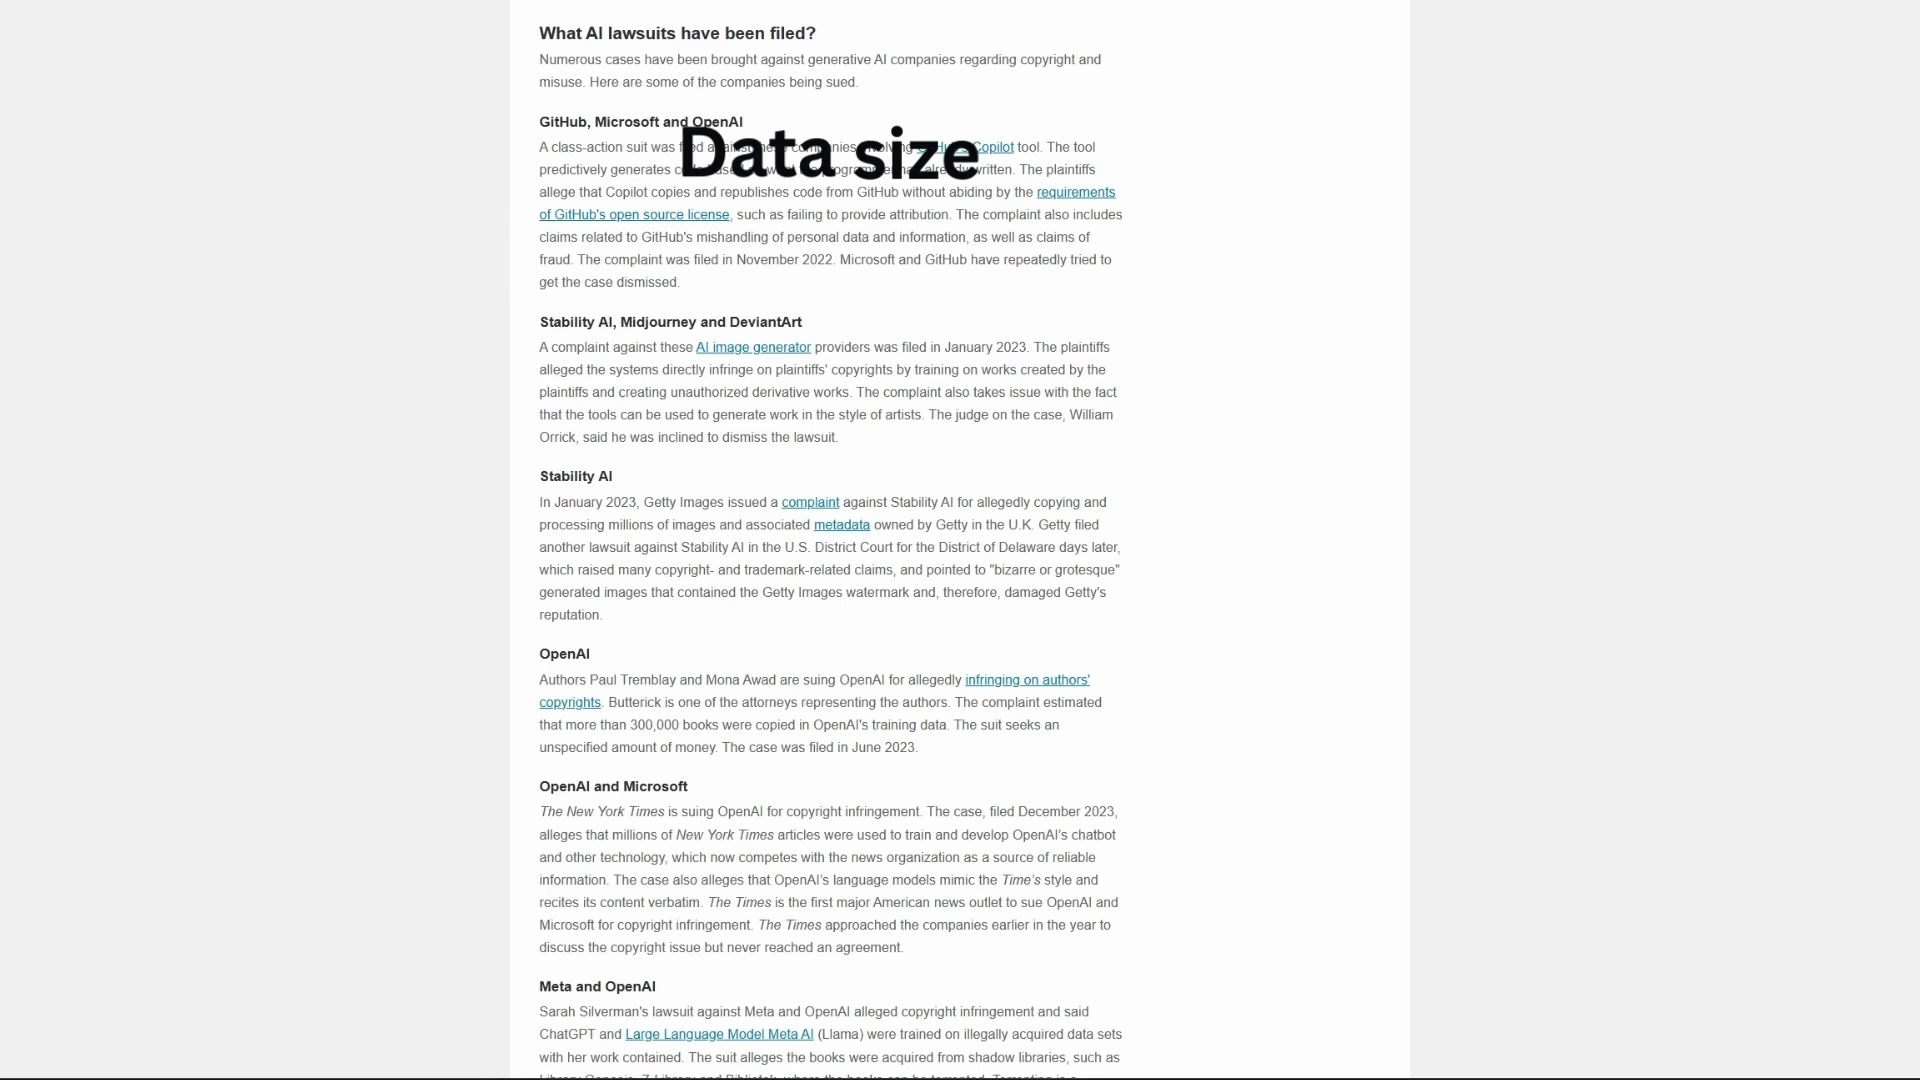 What AI lawsuits have been filed?
Numerous cases have been brought against generative AI companies regarding copyright and
misuse. Here are some of the companies being sued.
GitHub, Microsoft and OpenAI
Data size
A class-action suit was filed against these companies involving GitHub's Copilot tool. The tool
predictively generates code based on what the programmer has already written. The plaintiffs
allege that Copilot copies and republishes code from GitHub without abiding by the requirements
of GitHub's open source license, such as failing to provide attribution. The complaint also includes
claims related to GitHub's mishandling of personal data and information, as well as claims of
fraud. The complaint was filed in November 2022. Microsoft and GitHub have repeatedly tried to
get the case dismissed.
Stability AI, Midjourney and DeviantArt
A complaint against these AI image generator providers was filed in January 2023. The plaintiffs
alleged the systems directly infringe on plaintiffs' copyrights by training on works created by the
plaintiffs and creating unauthorized derivative works. The complaint also takes issue with the fact
that the tools can be used to generate work in the style of artists. The judge on the case, William
Orrick, said he was inclined to dismiss the lawsuit.
Stability AI
In January 2023, Getty Images issued a complaint against Stability AI for allegedly copying and
processing millions of images and associated metadata owned by Getty in the U.K. Getty filed
another lawsuit against Stability AI in the U.S. District Court for the District of Delaware days later,
which raised many copyright- and trademark-related claims, and pointed to "bizarre or grotesque"
generated images that contained the Getty Images watermark and, therefore, damaged Getty's
reputation.
OpenAI
Authors Paul Tremblay and Mona Awad are suing OpenAI for allegedly infringing on authors'
copyrights. Butterick is one of the attorneys representing the authors. The complaint estimated
that more than 300,000 books were copied in OpenAI's training data. The suit seeks an
unspecified amount of money. The case was filed in June 2023.
OpenAI and Microsoft
The New York Times is suing OpenAI for copyright infringement. The case, filed December 2023,
alleges that millions of New York Times articles were used to train and develop OpenAI’s chatbot
and other technology, which now competes with the news organization as a source of reliable
information. The case also alleges that OpenAI’s language models mimic the Time’s style and
recites its content verbatim. The Times is the first major American news outlet to sue OpenAI and
Microsoft for copyright infringement. The Times approached the companies earlier in the year to
discuss the copyright issue but never reached an agreement.
Meta and OpenAI
Sarah Silverman's lawsuit against Meta and OpenAI alleged copyright infringement and said
ChatGPT and Large Language Model Meta AI (Llama) were trained on illegally acquired data sets
with her work contained. The suit alleges the books were acquired from shadow libraries, such as